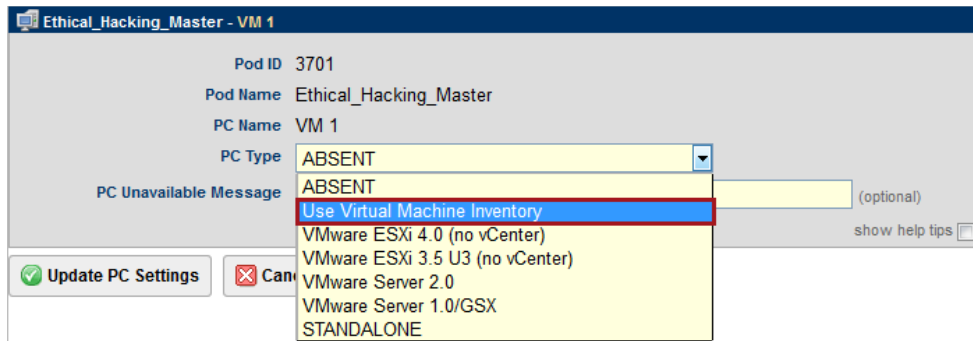 Ethical_Hacking_Master - VM 1
Pod ID 3701
Pod Name Ethical_Hacking_Master
PC Name VM 1
PC Type ABSENT
PC Unavailable Message (optional)
ABSENT
Use Virtual Machine Inventory
VMware ESXi 4.0 (no vCenter)
VMware ESXi 3.5 U3 (no vCenter)
VMware Server 2.0
VMware Server 1.0/GSX
STANDALONE
show help tips
Update PC Settings
Can